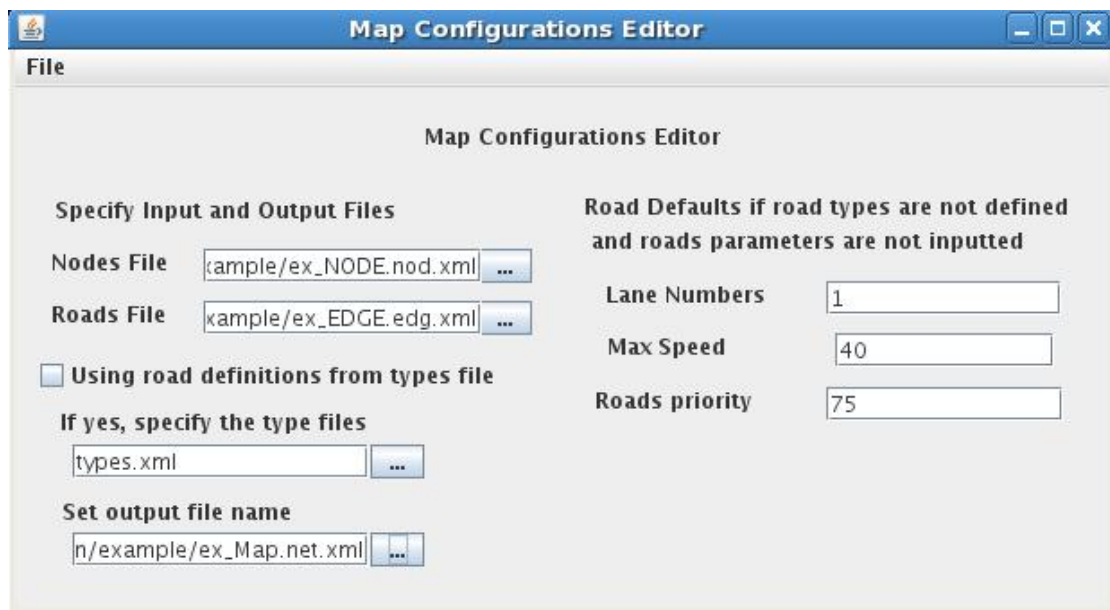 Map Configurations Editor
File
Map Configurations Editor
Specify Input and Output Files
Nodes File
xample/ex_NODE.nod.xml
...
Roads File
xample/ex_EDGE.edg.xml
...
Using road definitions from types file
If yes, specify the type files
types.xml
...
Set output file name
n/example/ex_Map.net.xml
...
Road Defaults if road types are not defined
and roads parameters are not inputted
Lane Numbers
1
Max Speed
40
Roads priority
75